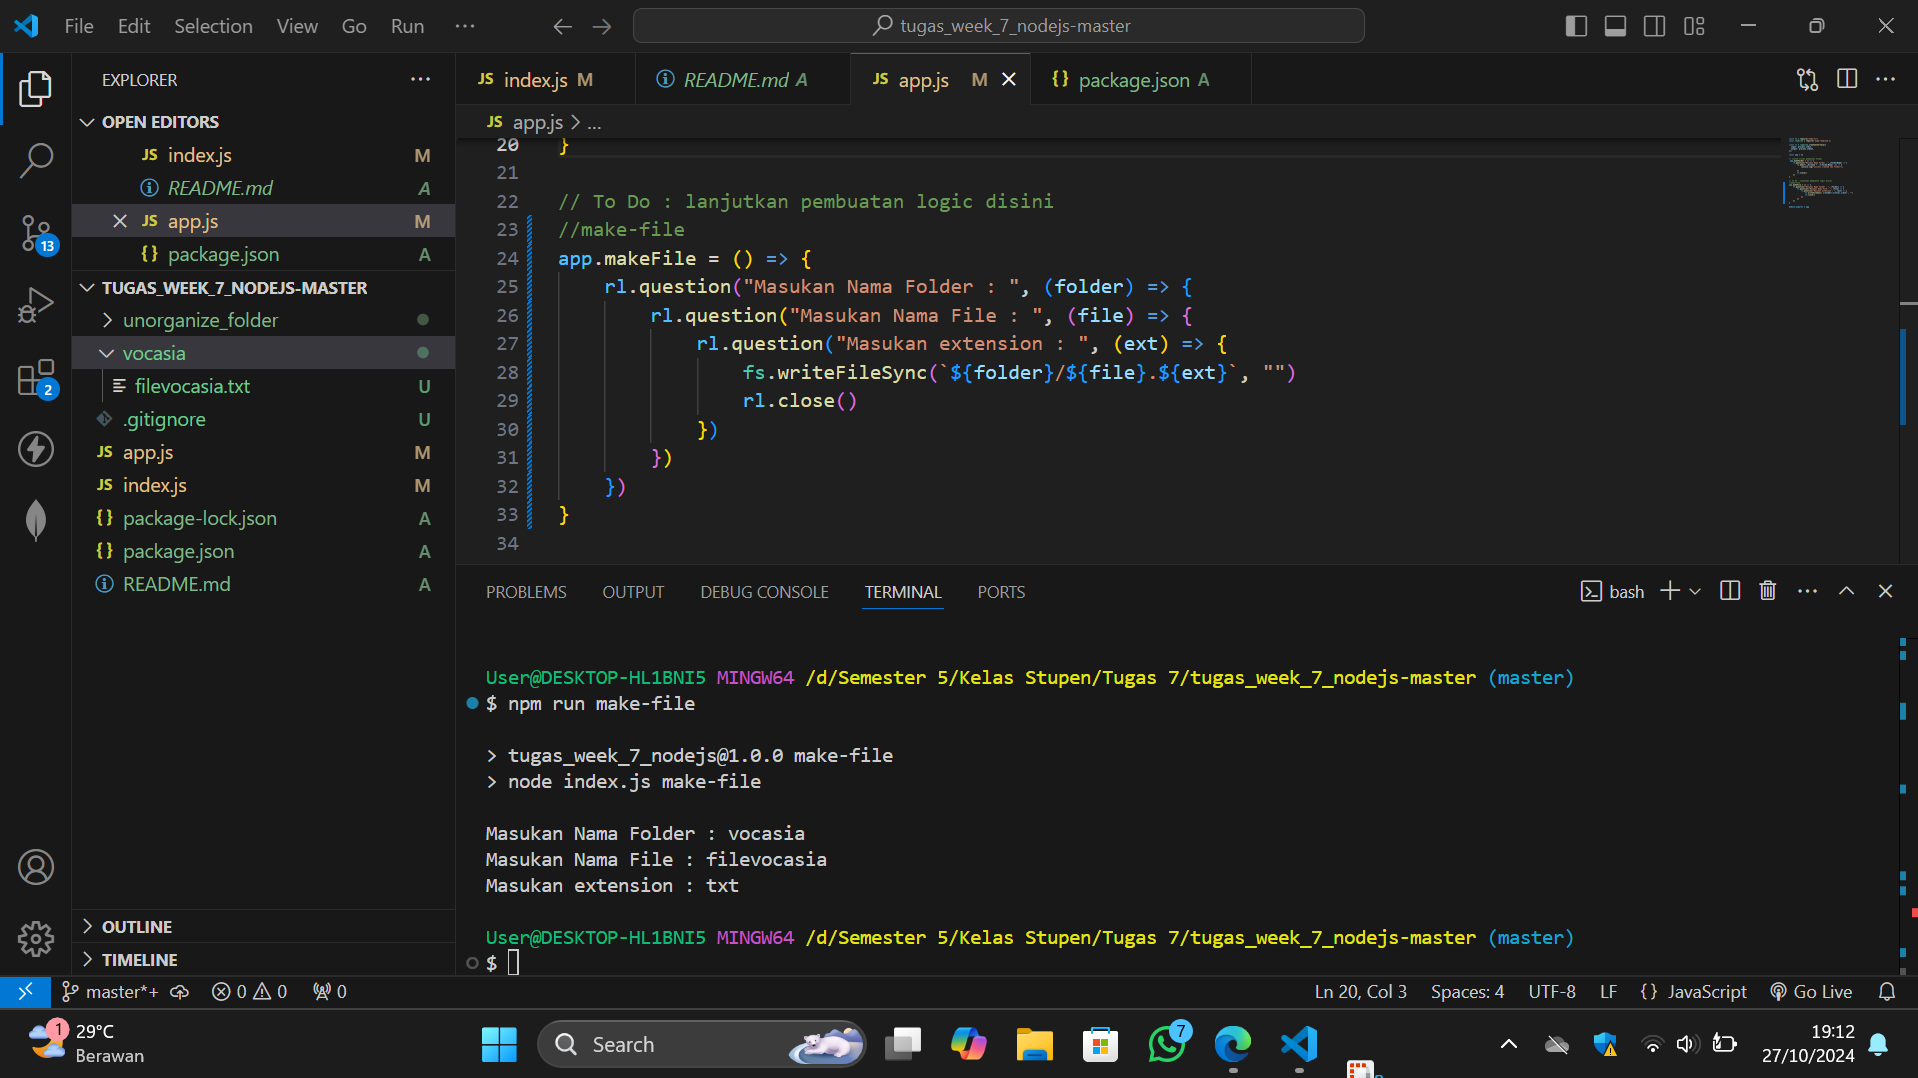 File Edit Selection View Go Run ··· tugas_week_7_nodejs-master
EXPLORER ···
JS index.js M README.md A JS app.js M {} package.json A
JS app.js > ...
OPEN EDITORS
JS index.js M
README.md A
JS app.js M
{} package.json A
TUGAS_WEEK_7_NODEJS-MASTER
unorganize_folder
vocasia
filevocasia.txt U
.gitignore U
JS app.js M
JS index.js M
{} package-lock.json A
{} package.json A
README.md A
OUTLINE
TIMELINE
13
2
20 }
21
22 // To Do : lanjutkan pembuatan logic disini
23 //make-file
24 app.makeFile = () => {
25 rl.question("Masukan Nama Folder : ", (folder) => {
26 rl.question("Masukan Nama File : ", (file) => {
27 rl.question("Masukan extension : ", (ext) => {
28 fs.writeFileSync(`${folder}/${file}.${ext}`, "")
29 rl.close()
30 })
31 })
32 })
33 }
34
PROBLEMS OUTPUT DEBUG CONSOLE TERMINAL PORTS bash
User@DESKTOP-HL1BNI5 MINGW64 /d/Semester 5/Kelas Stupen/Tugas 7/tugas_week_7_nodejs-master (master)
$ npm run make-file
> tugas_week_7_nodejs@1.0.0 make-file
> node index.js make-file
Masukan Nama Folder : vocasia
Masukan Nama File : filevocasia
Masukan extension : txt
User@DESKTOP-HL1BNI5 MINGW64 /d/Semester 5/Kelas Stupen/Tugas 7/tugas_week_7_nodejs-master (master)
$
master*+ 0 0 0 Ln 20, Col 3 Spaces: 4 UTF-8 LF {} JavaScript Go Live
1 29°C
Berawan
Search
7
19:12
27/10/2024